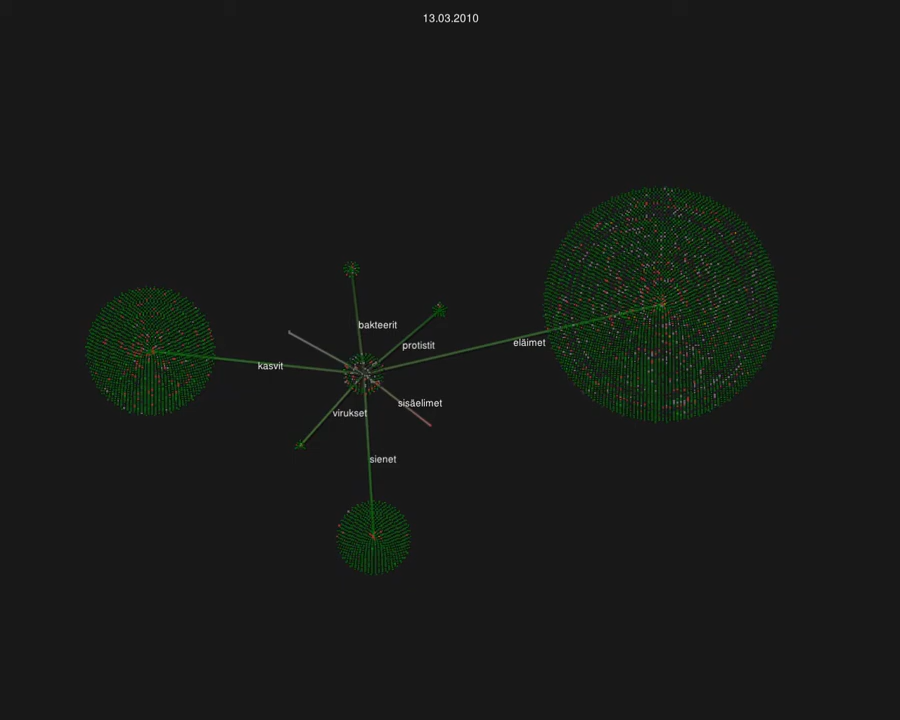 13.03.2010
bakteerit
protistit
eläimet
kasvit
sisäelimet
virukset
sienet